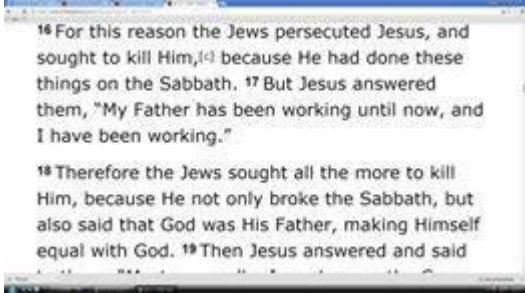 16 For this reason the Jews persecuted Jesus, and
sought to kill Him,[c] because He had done these
things on the Sabbath. 17 But Jesus answered
them, “My Father has been working until now, and
I have been working.”
18 Therefore the Jews sought all the more to kill
Him, because He not only broke the Sabbath, but
also said that God was His Father, making Himself
equal with God. 19 Then Jesus answered and said